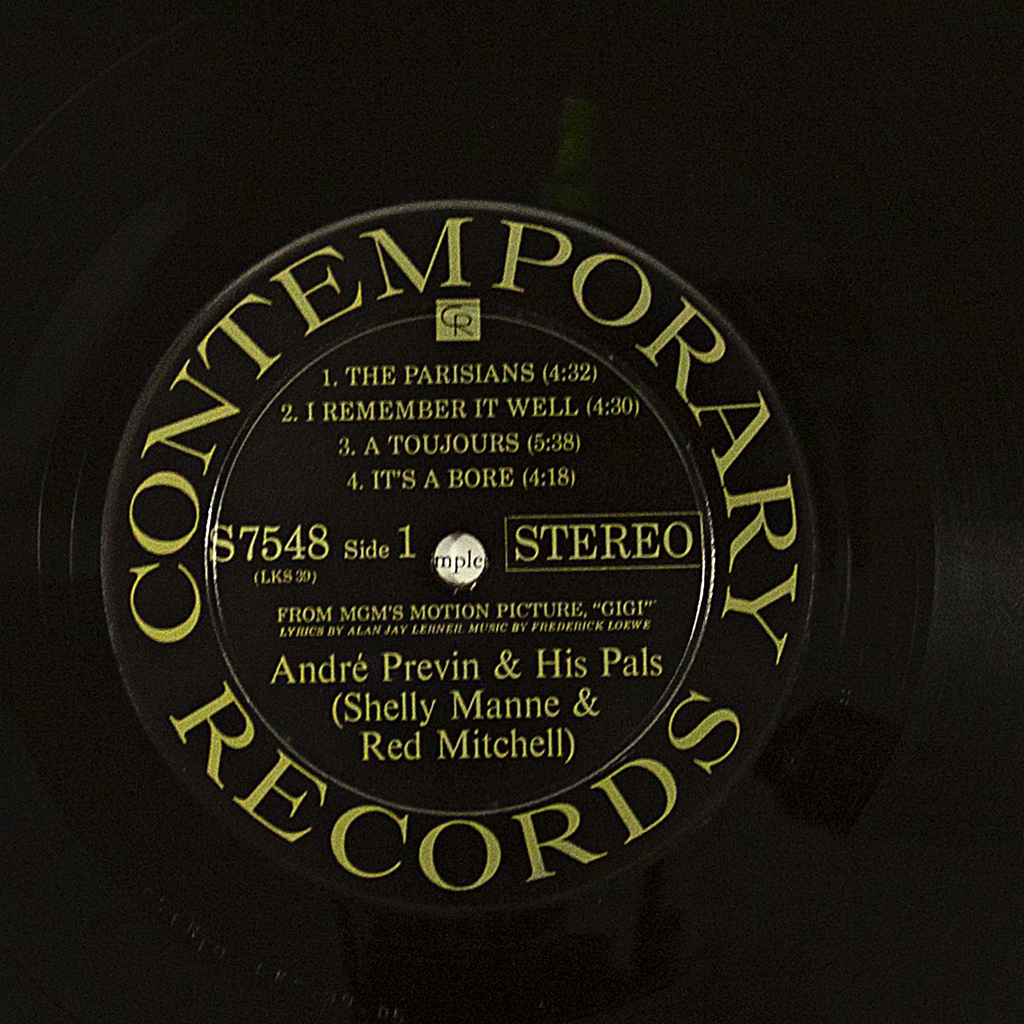 CONTEMPORARY
CR
1. THE PARISIANS (4:32)
2. I REMEMBER IT WELL (4:30)
3. A TOUJOURS (5:38)
4. IT'S A BORE (4:18)
S7548 Side 1 mple STEREO
(LKS 39)
FROM MGM'S MOTION PICTURE, "GIGI"
LYRICS BY ALAN JAY LERNER. MUSIC BY FREDERICK LOEWE
André Previn & His Pals
(Shelly Manne &
Red Mitchell)
RECORDS